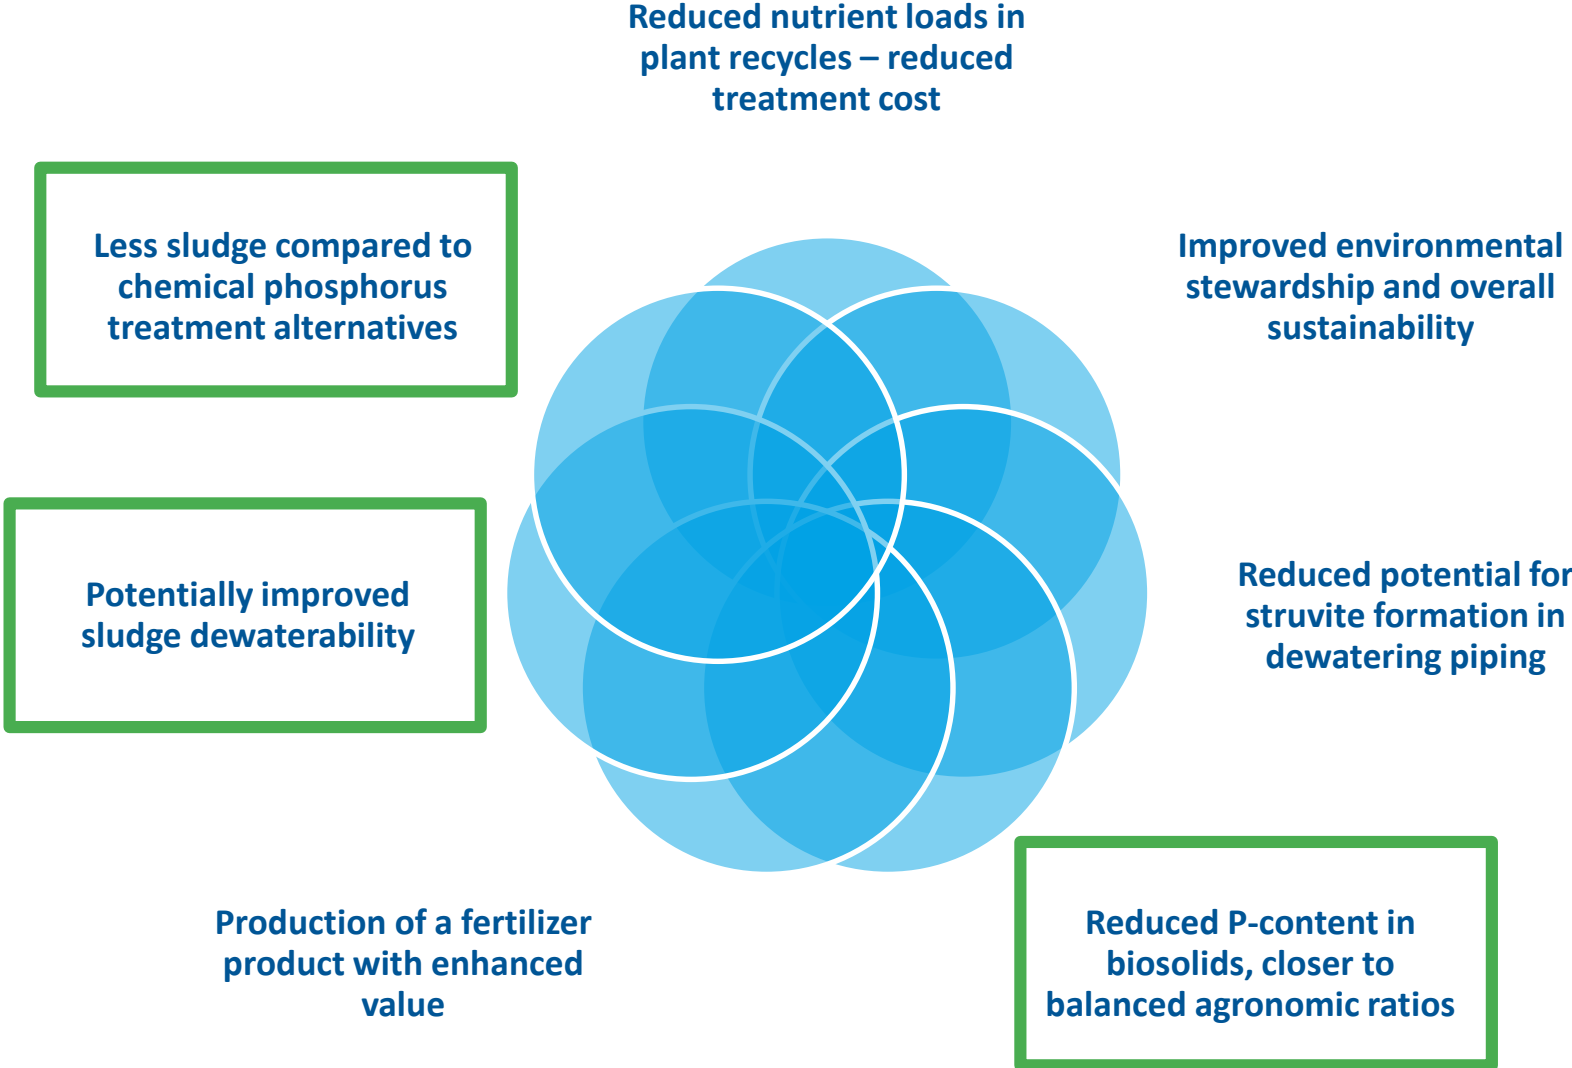 Reduced nutrient loads in
plant recycles – reduced
treatment cost
Less sludge compared to
chemical phosphorus
treatment alternatives
Improved environmental
stewardship and overall
sustainability
Potentially improved
sludge dewaterability
Reduced potential for
struvite formation in
dewatering piping
Production of a fertilizer
product with enhanced
value
Reduced P-content in
biosolids, closer to
balanced agronomic ratios